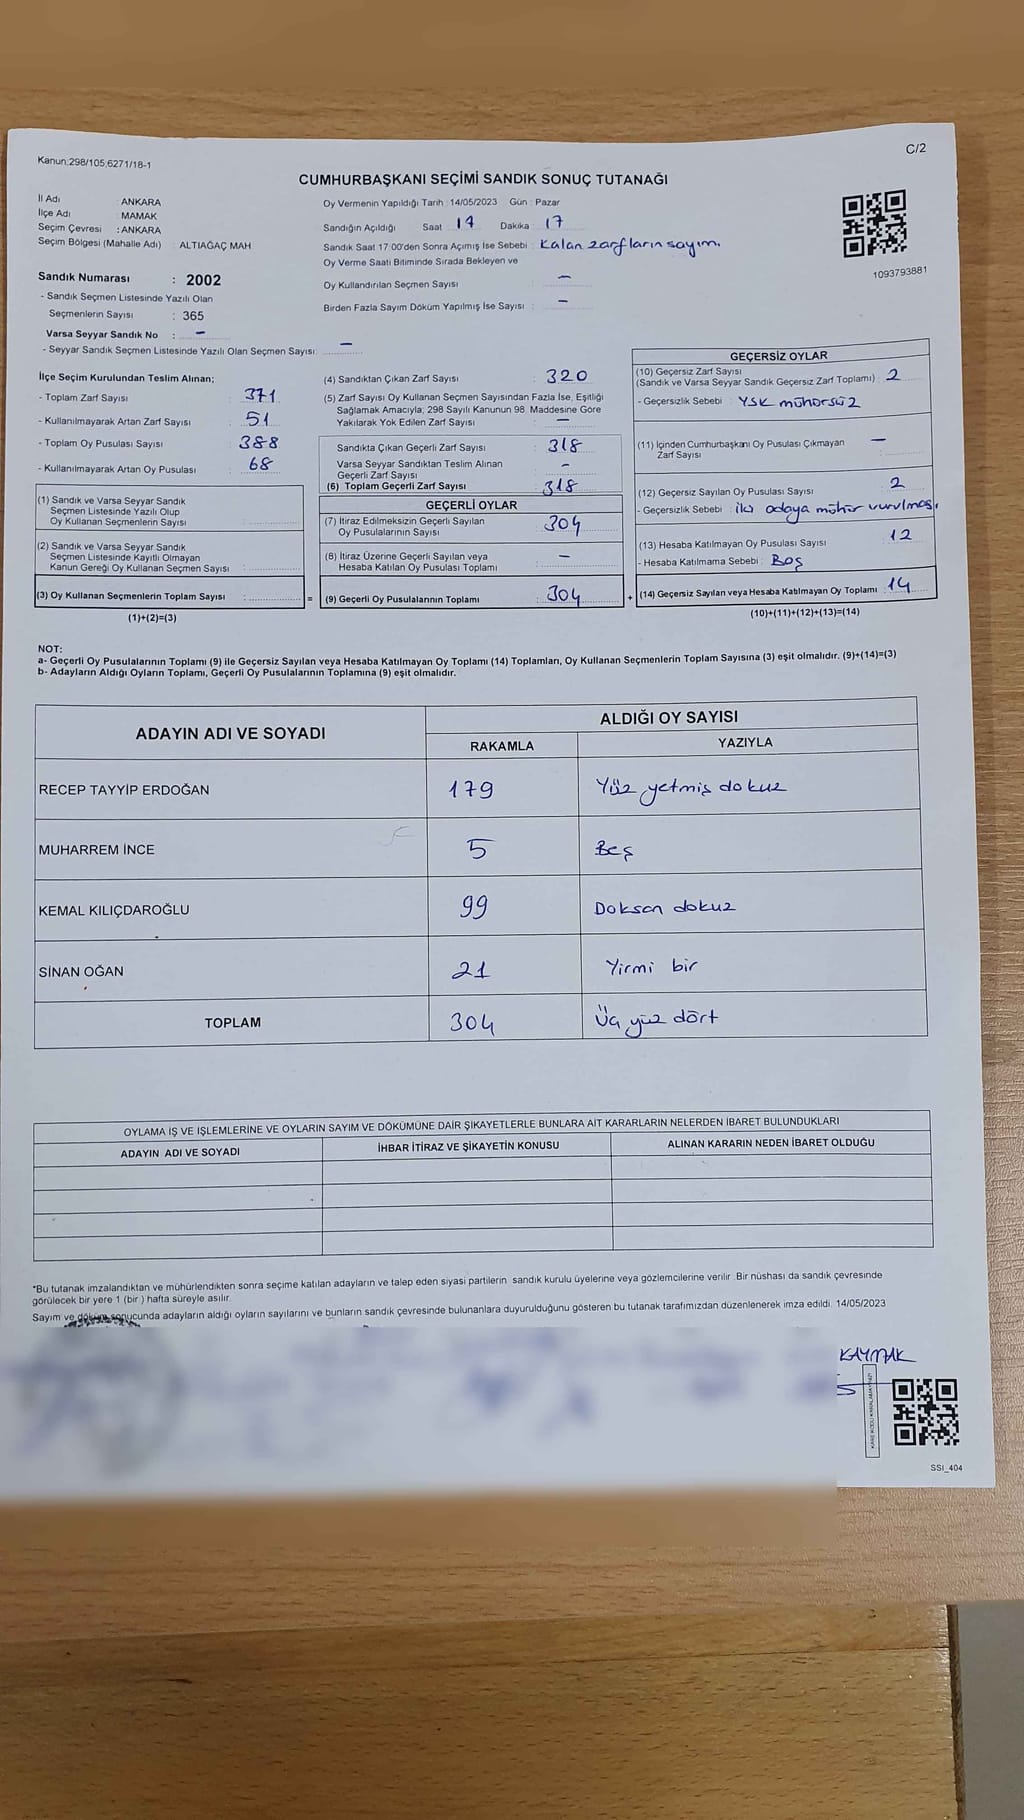 Kanun:298/105,6271/18-1
C/2
CUMHURBAŞKANI SEÇİMİ SANDIK SONUÇ TUTANAĞI
İl Adı : ANKARA
İlçe Adı : MAMAK
Seçim Çevresi : ANKARA
Seçim Bölgesi (Mahalle Adı) : ALTIAĞAÇ MAH
Sandık Numarası : 2002
- Sandık Seçmen Listesinde Yazılı Olan
Seçmenlerin Sayısı : 365
Varsa Seyyar Sandık No : -
- Seyyar Sandık Seçmen Listesinde Yazılı Olan Seçmen Sayısı: -
Oy Vermenin Yapıldığı Tarih : 14/05/2023 Gün : Pazar
Sandığın Açıldığı Saat : 17 Dakika : 17
Sandık Saat 17:00'den Sonra Açımış İse Sebebi : Kalan zarfların sayım.
Oy Verme Saati Bitiminde Sırada Bekleyen ve
Oy Kullandırılan Seçmen Sayısı : -
Birden Fazla Sayım Döküm Yapılmış İse Sayısı : -
1093793881
İlçe Seçim Kurulundan Teslim Alınan;
- Toplam Zarf Sayısı : 371
- Kullanılmayarak Artan Zarf Sayısı : 51
- Toplam Oy Pusulası Sayısı : 388
- Kullanılmayarak Artan Oy Pusulası : 68
(1) Sandık ve Varsa Seyyar Sandık
Seçmen Listesinde Yazılı Olup
Oy Kullanan Seçmenlerin Sayısı :
(2) Sandık ve Varsa Seyyar Sandık
Seçmen Listesinde Kayıtlı Olmayan
Kanun Gereği Oy Kullanan Seçmen Sayısı :
(3) Oy Kullanan Seçmenlerin Toplam Sayısı : =
(1)+(2)=(3)
(4) Sandıktan Çıkan Zarf Sayısı : 320
(5) Zarf Sayısı Oy Kullanan Seçmen Sayısından Fazla İse, Eşitliği
Sağlamak Amacıyla, 298 Sayılı Kanunun 98. Maddesine Göre
Yakılarak Yok Edilen Zarf Sayısı : -
Sandıkta Çıkan Geçerli Zarf Sayısı : 318
Varsa Seyyar Sandıktan Teslim Alınan
Geçerli Zarf Sayısı : -
(6) Toplam Geçerli Zarf Sayısı : 318
GEÇERLİ OYLAR
(7) İtiraz Edilmeksizin Geçerli Sayılan
Oy Pusulalarının Sayısı : 304
(8) İtiraz Üzerine Geçerli Sayılan veya
Hesaba Katılan Oy Pusulası Toplamı : -
(9) Geçerli Oy Pusulalarının Toplamı : 304 +
GEÇERSİZ OYLAR
(10) Geçersiz Zarf Sayısı
(Sandık ve Varsa Seyyar Sandık Geçersiz Zarf Toplamı) : 2
- Geçersizlik Sebebi : YSK mühürsüz
(11) İçinden Cumhurbaşkanı Oy Pusulası Çıkmayan : -
Zarf Sayısı
(12) Geçersiz Sayılan Oy Pusulası Sayısı : 2
- Geçersizlik Sebebi : iki adaya mühür vurulması
(13) Hesaba Katılmayan Oy Pusulası Sayısı : 12
- Hesaba Katılmama Sebebi : Boş
(14) Geçersiz Sayılan veya Hesaba Katılmayan Oy Toplamı : 14
(10)+(11)+(12)+(13)=(14)
NOT:
a- Geçerli Oy Pusulalarının Toplamı (9) ile Geçersiz Sayılan veya Hesaba Katılmayan Oy Toplamı (14) Toplamları, Oy Kullanan Seçmenlerin Toplam Sayısına (3) eşit olmalıdır. (9)+(14)=(3)
b- Adayların Aldığı Oyların Toplamı, Geçerli Oy Pusulalarının Toplamına (9) eşit olmalıdır.
ADAYIN ADI VE SOYADI
ALDIĞI OY SAYISI
RAKAMLA YAZIYLA
RECEP TAYYİP ERDOĞAN 179 Yüz yetmiş dokuz
MUHARREM İNCE 5 Beş
KEMAL KILIÇDAROĞLU 99 Doksan dokuz
SİNAN OĞAN 21 Yirmi bir
TOPLAM 304 Üç yüz dört
OYLAMA İŞ VE İŞLEMLERİNE VE OYLARIN SAYIM VE DÖKÜMÜNE DAİR ŞİKAYETLERLE BUNLARA AİT KARARLARIN NELERDEN İBARET BULUNDUKLARI
ADAYIN ADI VE SOYADI İHBAR İTİRAZ VE ŞİKAYETİN KONUSU ALINAN KARARIN NEDEN İBARET OLDUĞU
*Bu tutanak imzalandıktan ve mühürlendikten sonra seçime katılan adayların ve talep eden siyasi partilerin sandık kurulu üyelerine veya gözlemcilerine verilir. Bir nüshası da sandık çevresinde
görülecek bir yere 1 (bir ) hafta süreyle asılır.
Sayım ve döküm sonucunda adayların aldığı oyların sayılarını ve bunların sandık çevresinde bulunanlara duyurulduğunu gösteren bu tutanak tarafımızdan düzenlenerek imza edildi. 14/05/2023
KAYMAK
SSI_404